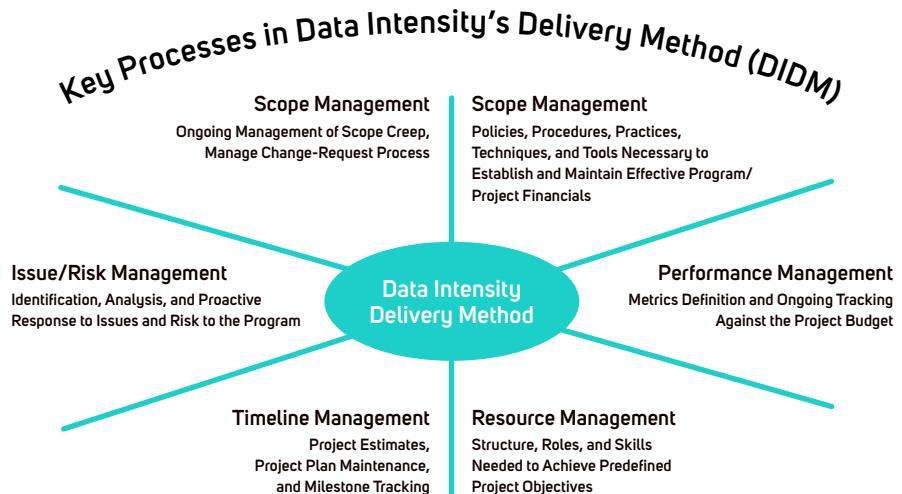 Key Processes in Data Intensity's Delivery Method (DIDM)
Scope Management
Ongoing Management of Scope Creep,
Manage Change-Request Process
Scope Management
Policies, Procedures, Practices,
Techniques, and Tools Necessary to
Establish and Maintain Effective Program/
Project Financials
Issue/Risk Management
Identification, Analysis, and Proactive
Response to Issues and Risk to the Program
Data Intensity
Delivery Method
Performance Management
Metrics Definition and Ongoing Tracking
Against the Project Budget
Timeline Management
Project Estimates,
Project Plan Maintenance,
and Milestone Tracking
Resource Management
Structure, Roles, and Skills
Needed to Achieve Predefined
Project Objectives